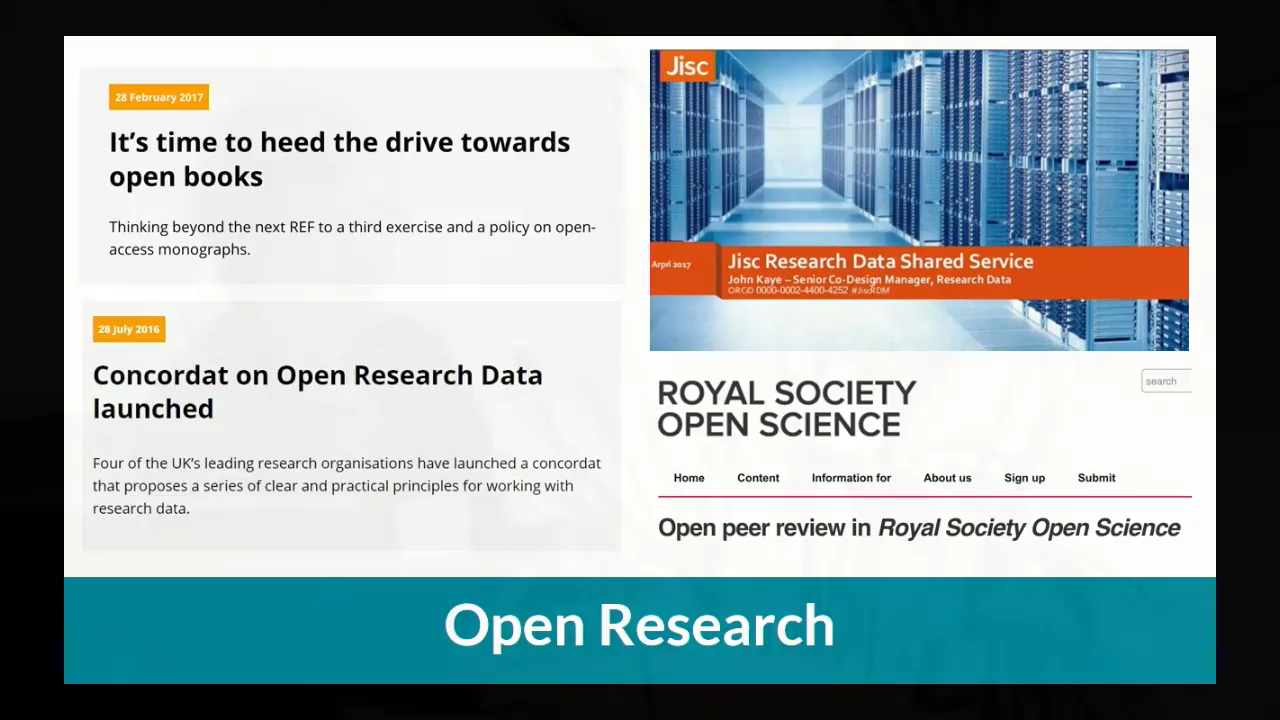 28 February 2017
It's time to heed the drive towards
open books
Thinking beyond the next REF to a third exercise and a policy on open-
access monographs.
28 July 2016
Concordat on Open Research Data
launched
Four of the UK's leading research organisations have launched a concordat
that proposes a series of clear and practical principles for working with
research data.
Jisc
Arpri 2017
Jisc Research Data Shared Service
John Kaye – Senior Co-Design Manager, Research Data
ORCiD 0000-0002-4400-4252 #JiscRDM
search
ROYAL SOCIETY
OPEN SCIENCE
Home Content Information for About us Sign up Submit
Open peer review in Royal Society Open Science
Open Research